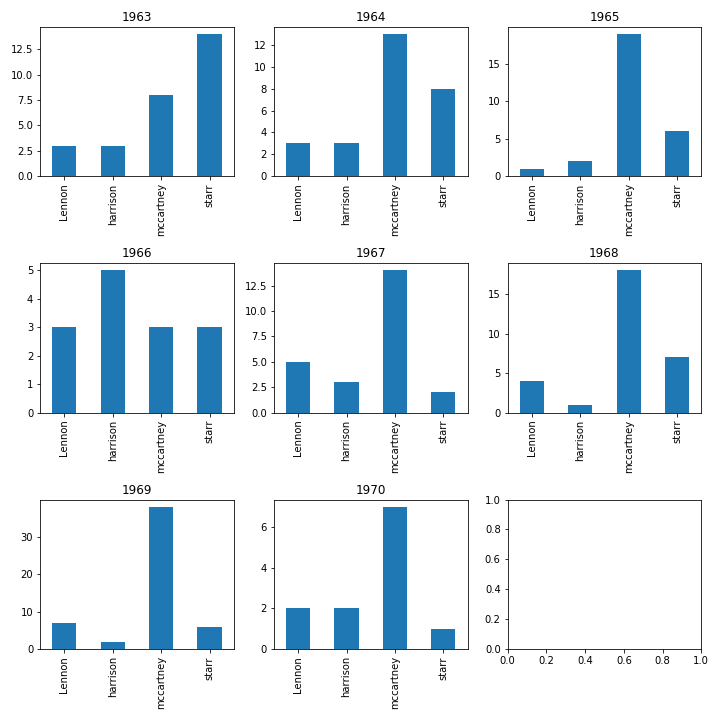 1963
12.5
10.0
7.5
5.0
2.5
0.0
Lennon
harrison
mccartney
starr
1964
12
10
8
6
4
2
0
Lennon
harrison
mccartney
starr
1965
15
10
5
0
Lennon
harrison
mccartney
starr
1966
5
4
3
2
1
0
Lennon
harrison
mccartney
starr
1967
12.5
10.0
7.5
5.0
2.5
0.0
Lennon
harrison
mccartney
starr
1968
15
10
5
0
Lennon
harrison
mccartney
starr
1969
30
20
10
0
Lennon
harrison
mccartney
starr
1970
6
4
2
0
Lennon
harrison
mccartney
starr
1.0
0.8
0.6
0.4
0.2
0.0
0.0 0.2 0.4 0.6 0.8 1.0